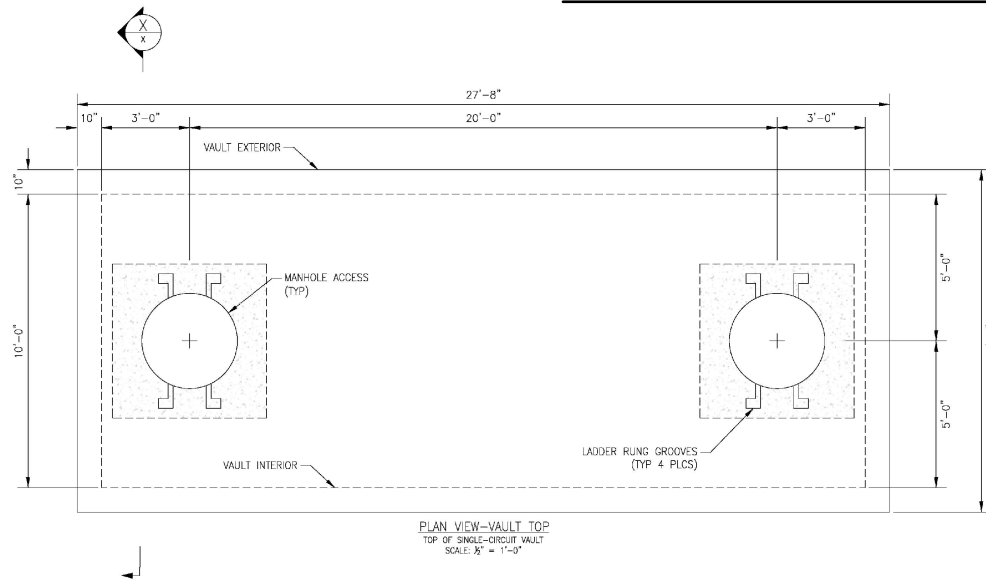 X
x
27'-8"
10"
3'-0"
20'-0"
3'-0"
VAULT EXTERIOR
10"
MANHOLE ACCESS
(TYP)
5'-0"
10'-0"
5'-0"
LADDER RUNG GROOVES
(TYP 4 PLCS)
VAULT INTERIOR
PLAN VIEW-VAULT TOP
TOP OF SINGLE-CIRCUIT VAULT
SCALE: ½" = 1'-0"